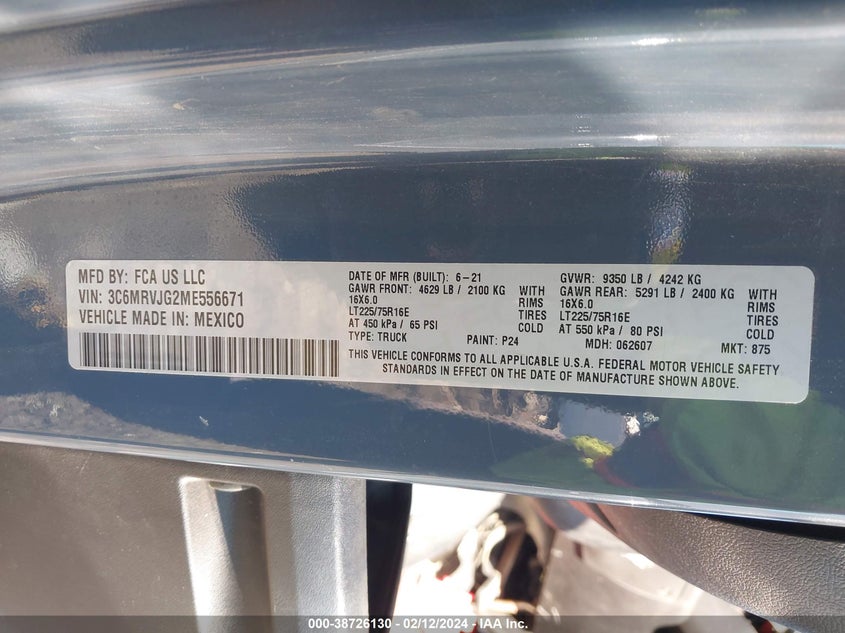 MFD BY: FCA US LLC
VIN: 3C6MRVJG2ME556671
VEHICLE MADE IN: MEXICO
DATE OF MFR (BUILT): 6-21
GAWR FRONT: 4629 LB / 2100 KG WITH
16X6.0 RIMS
LT225/75R16E TIRES
AT 450 kPa / 65 PSI COLD
TYPE: TRUCK PAINT: P24
GVWR: 9350 LB / 4242 KG
GAWR REAR: 5291 LB / 2400 KG WITH
16X6.0 RIMS
LT225/75R16E TIRES
AT 550 kPa / 80 PSI COLD
MDH: 062607 MKT: 875
THIS VEHICLE CONFORMS TO ALL APPLICABLE U.S.A. FEDERAL MOTOR VEHICLE SAFETY
STANDARDS IN EFFECT ON THE DATE OF MANUFACTURE SHOWN ABOVE.
000-38726130 - 02/12/2024 - IAA Inc.